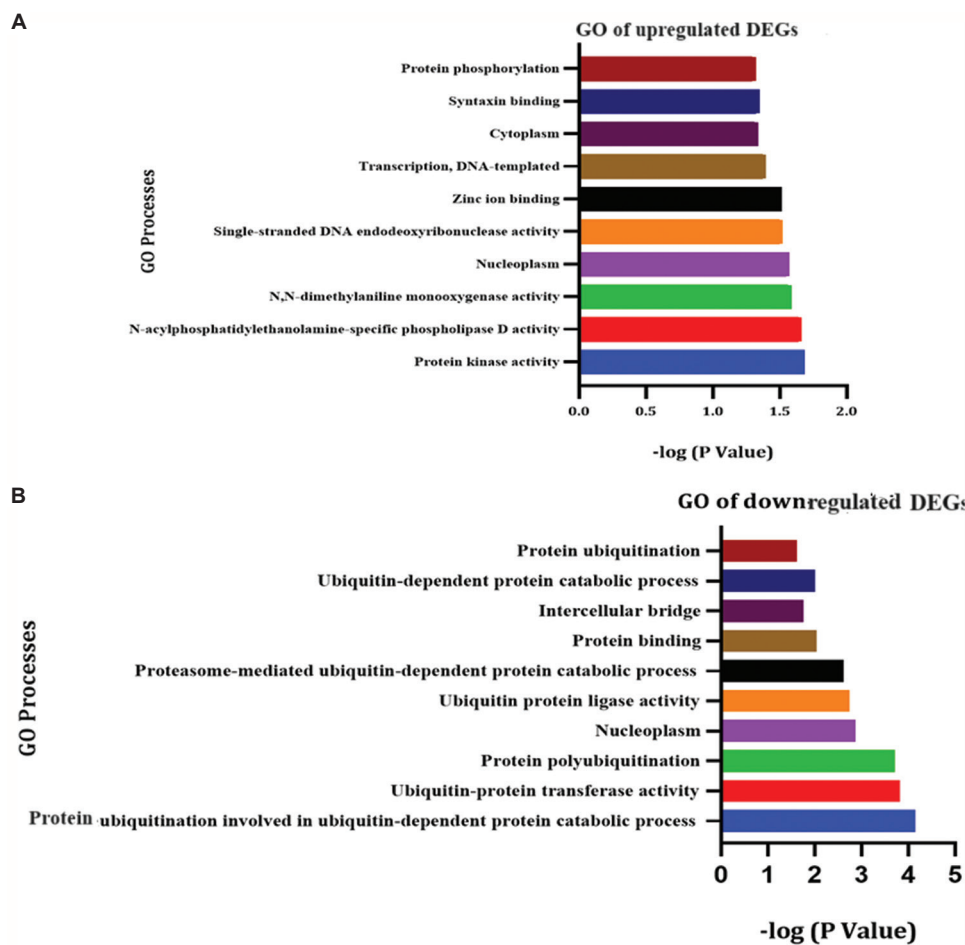 A
GO of upregulated DEGs
GO Processes
Protein phosphorylation
Syntaxin binding
Cytoplasm
Transcription, DNA-templated
Zinc ion binding
Single-stranded DNA endodeoxyribonuclease activity
Nucleoplasm
N,N-dimethylaniline monooxygenase activity
N-acylphosphatidylethanolamine-specific phospholipase D activity
Protein kinase activity
0.0 0.5 1.0 1.5 2.0
-log (P Value)
B
GO of down-regulated DEGs
GO Processes
Protein ubiquitination
Ubiquitin-dependent protein catabolic process
Intercellular bridge
Protein binding
Proteasome-mediated ubiquitin-dependent protein catabolic process
Ubiquitin protein ligase activity
Nucleoplasm
Protein polyubiquitination
Ubiquitin-protein transferase activity
Protein ubiquitination involved in ubiquitin-dependent protein catabolic process
0 1 2 3 4 5
-log (P Value)